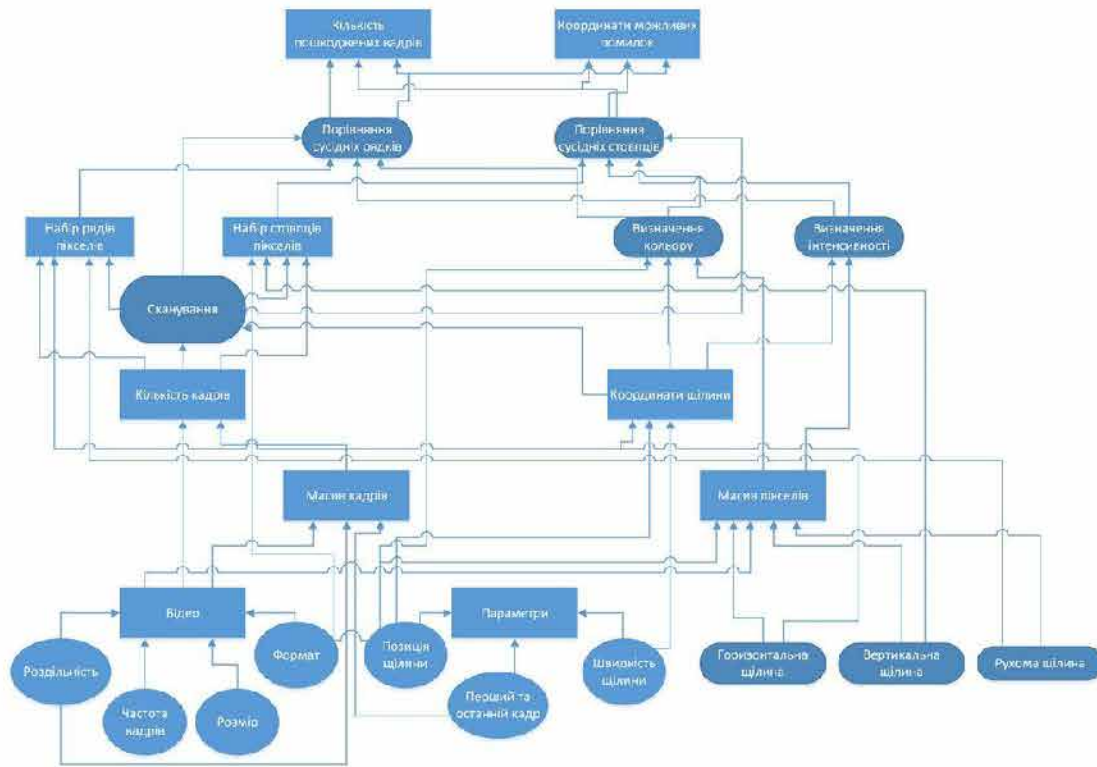 Кількість
пошкоджених кадрів
Координати можливих
помилок
Порівняння
сусідніх рядків
Порівняння
сусідніх стовпців
Набір рядів
пікселів
Набір стовпців
пікселів
Визначення
кольору
Визначення
інтенсивності
Сканування
Кількість кадрів
Координати щілини
Масив кадрів
Масив пікселів
Відео
Параметри
Роздільність
Частота
кадрів
Розмір
Формат
Позиція
щілини
Перший та
останній кадр
Швидкість
щілини
Горизонтальна
щілина
Вертикальна
щілина
Рухома щілина